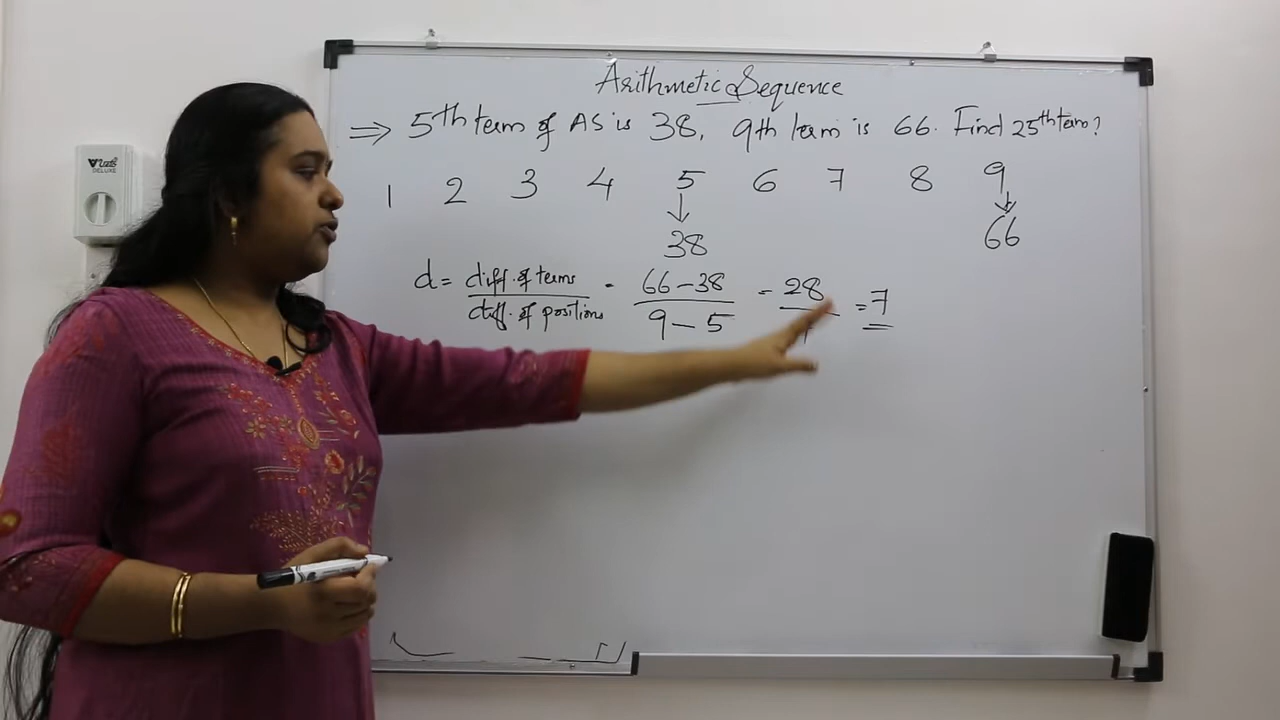 Arithmetic Sequence
⇒ 5th term of AS is 38. 9th term is 66. Find 25th term?
1 2 3 4 5 6 7 8 9
↓ ↓
38 66
d = diff. of terms / diff. of positions = 66 – 38 / 9 – 5 = 28 / = 7
DELUXE